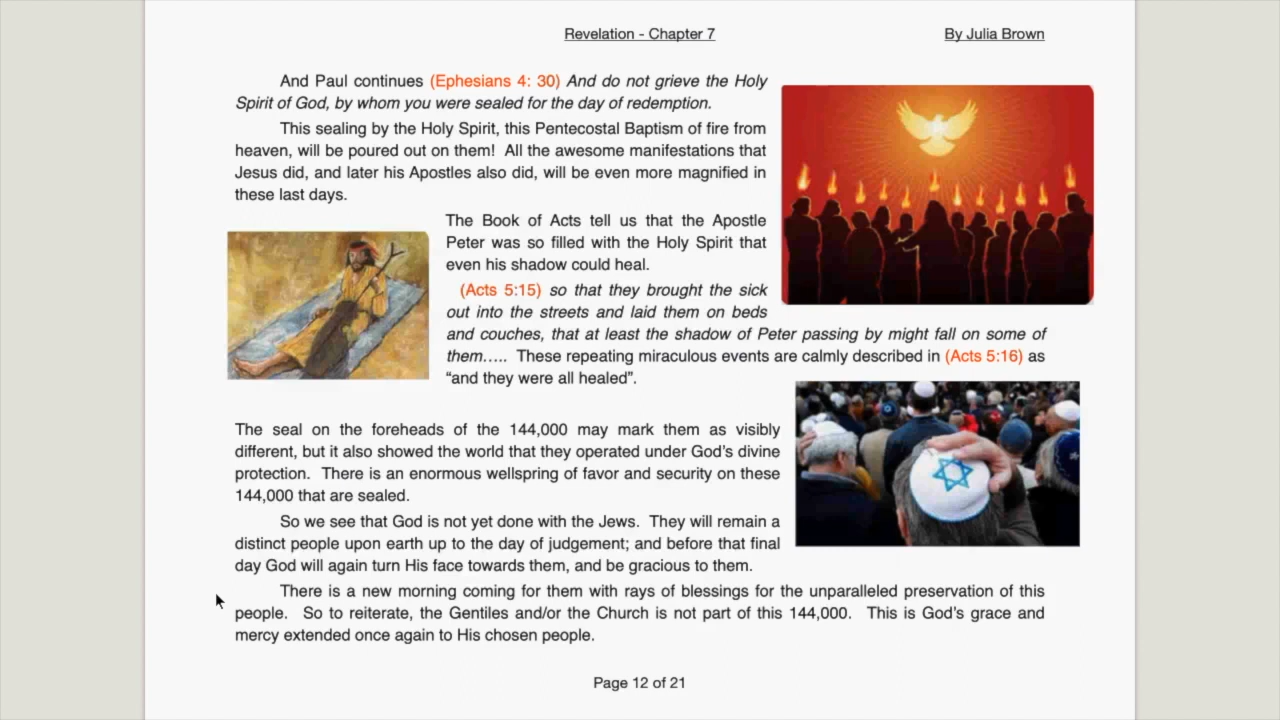 Revelation - Chapter 7
By Julia Brown
And Paul continues (Ephesians 4: 30) And do not grieve the Holy
Spirit of God, by whom you were sealed for the day of redemption.
This sealing by the Holy Spirit, this Pentecostal Baptism of fire from
heaven, will be poured out on them! All the awesome manifestations that
Jesus did, and later his Apostles also did, will be even more magnified in
these last days.
The Book of Acts tell us that the Apostle
Peter was so filled with the Holy Spirit that
even his shadow could heal.
(Acts 5:15) so that they brought the sick
out into the streets and laid them on beds
and couches, that at least the shadow of Peter passing by might fall on some of
them….. These repeating miraculous events are calmly described in (Acts 5:16) as
“and they were all healed”.
The seal on the foreheads of the 144,000 may mark them as visibly
different, but it also showed the world that they operated under God’s divine
protection. There is an enormous wellspring of favor and security on these
144,000 that are sealed.
So we see that God is not yet done with the Jews. They will remain a
distinct people upon earth up to the day of judgement; and before that final
day God will again turn His face towards them, and be gracious to them.
There is a new morning coming for them with rays of blessings for the unparalleled preservation of this
people. So to reiterate, the Gentiles and/or the Church is not part of this 144,000. This is God’s grace and
mercy extended once again to His chosen people.
Page 12 of 21